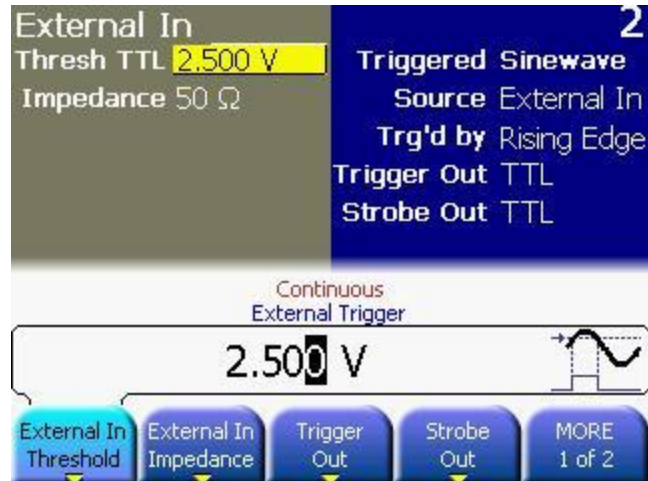 External In
Thresh TTL 2.500 V
Impedance 50 Ω
2
Triggered Sinewave
Source External In
Trg'd by Rising Edge
Trigger Out TTL
Strobe Out TTL
Continuous
External Trigger
2.500 V
External In
Threshold
External In
Impedance
Trigger
Out
Strobe
Out
MORE
1 of 2